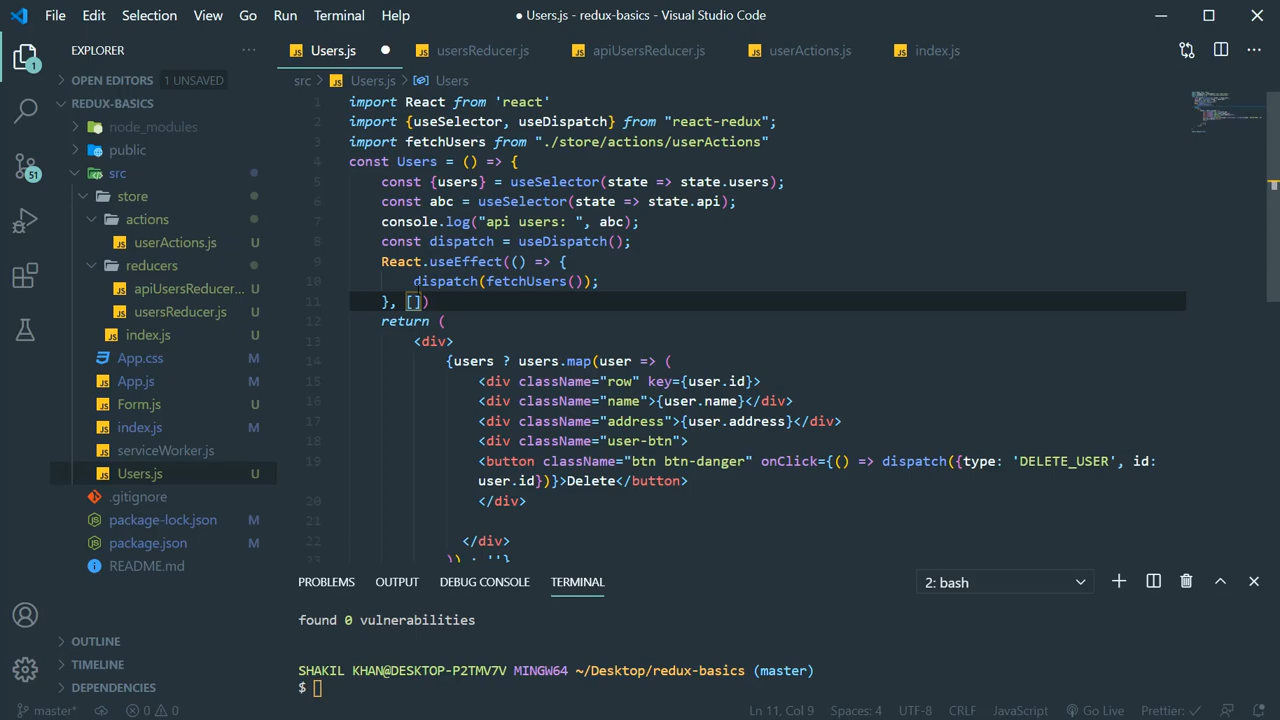 File Edit Selection View Go Run Terminal Help
● Users.js - redux-basics - Visual Studio Code
EXPLORER
OPEN EDITORS 1 UNSAVED
REDUX-BASICS
node_modules
public
src
store
actions
userActions.js U
reducers
apiUsersReducer... U
usersReducer.js U
index.js U
App.css M
App.js M
Form.js U
index.js M
serviceWorker.js
Users.js U
.gitignore
package-lock.json M
package.json M
README.md
OUTLINE
TIMELINE
DEPENDENCIES
1
51
JS Users.js ● JS usersReducer.js JS apiUsersReducer.js JS userActions.js JS index.js
src > JS Users.js > Users
1 import React from 'react'
2 import {useSelector, useDispatch} from "react-redux";
3 import fetchUsers from "./store/actions/userActions"
4 const Users = () => {
5 const {users} = useSelector(state => state.users);
6 const abc = useSelector(state => state.api);
7 console.log("api users: ", abc);
8 const dispatch = useDispatch();
9 React.useEffect(() => {
10 dispatch(fetchUsers());
11 }, [])
12 return (
13 <div>
14 {users ? users.map(user => (
15 <div className="row" key={user.id}>
16 <div className="name">{user.name}</div>
17 <div className="address">{user.address}</div>
18 <div className="user-btn">
19 <button className="btn btn-danger" onClick={() => dispatch({type: 'DELETE_USER', id:
user.id})}>Delete</button>
20 </div>
21
22 </div>
23 )) : ''}
PROBLEMS OUTPUT DEBUG CONSOLE TERMINAL
2: bash
found 0 vulnerabilities
SHAKIL KHAN@DESKTOP-P2TMV7V MINGW64 ~/Desktop/redux-basics (master)
$
master* 0 0 Ln 11, Col 9 Spaces: 4 UTF-8 CRLF JavaScript Go Live Prettier: ✓